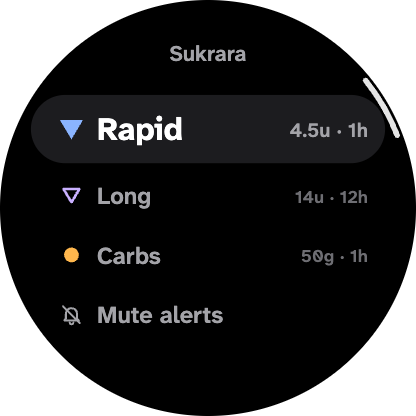 Sukrara
Rapid 4.5u · 1h
Long 14u · 12h
Carbs 50g · 1h
Mute alerts